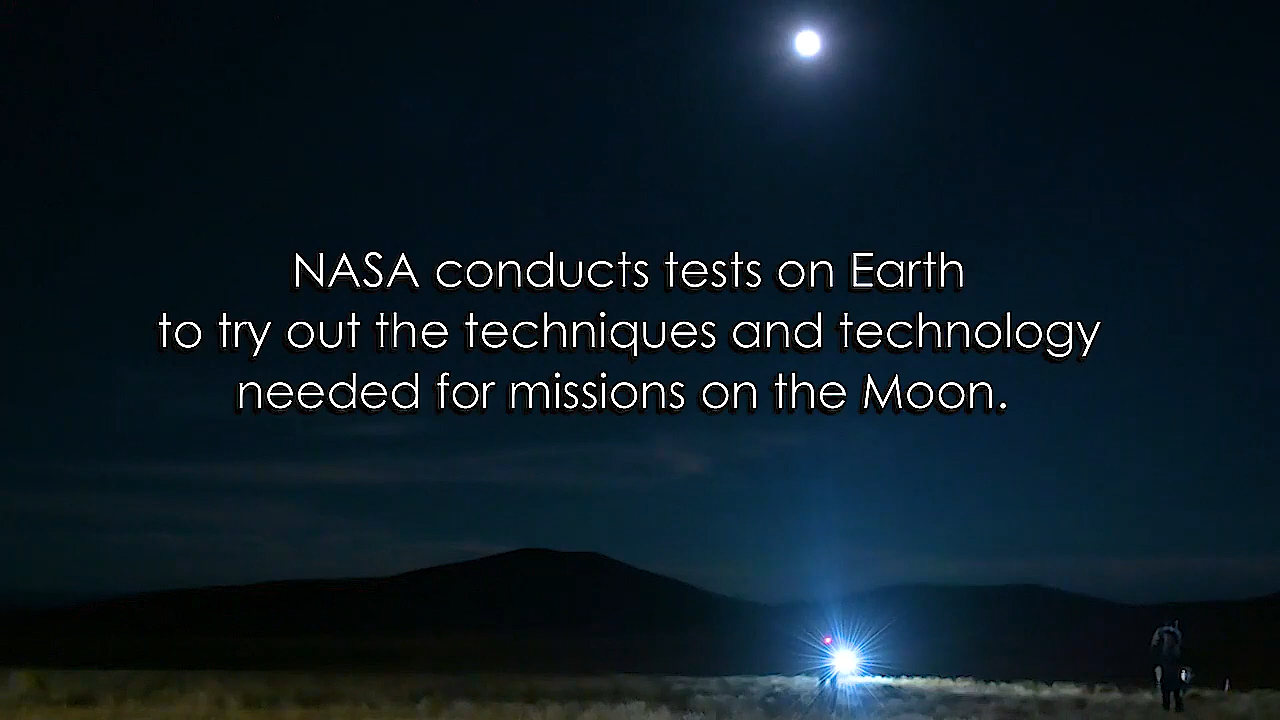 NASA conducts tests on Earth
to try out the techniques and technology
needed for missions on the Moon.